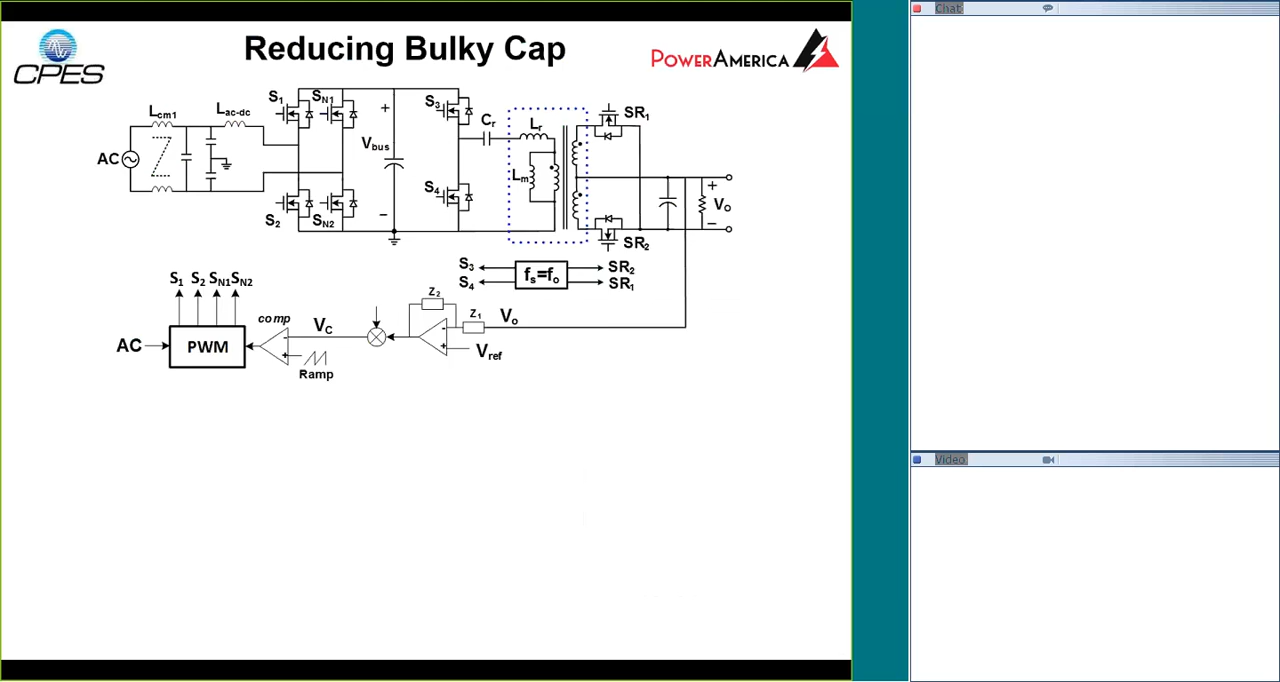 Chat
CPES
Reducing Bulky Cap
POWERAMERICA
S1
SN1
S3
SR1
Lcm1
Lac-dc
+
Cr
Lr
Vbus
AC
Lm
S4
+
Vo
−
S2
SN2
−
SR2
S3
fs=fo
SR2
S4
SR1
S1 S2 SN1 SN2
Z2
comp
VC
Z1
Vo
-
-
AC
PWM
+
+
Vref
Ramp
Video